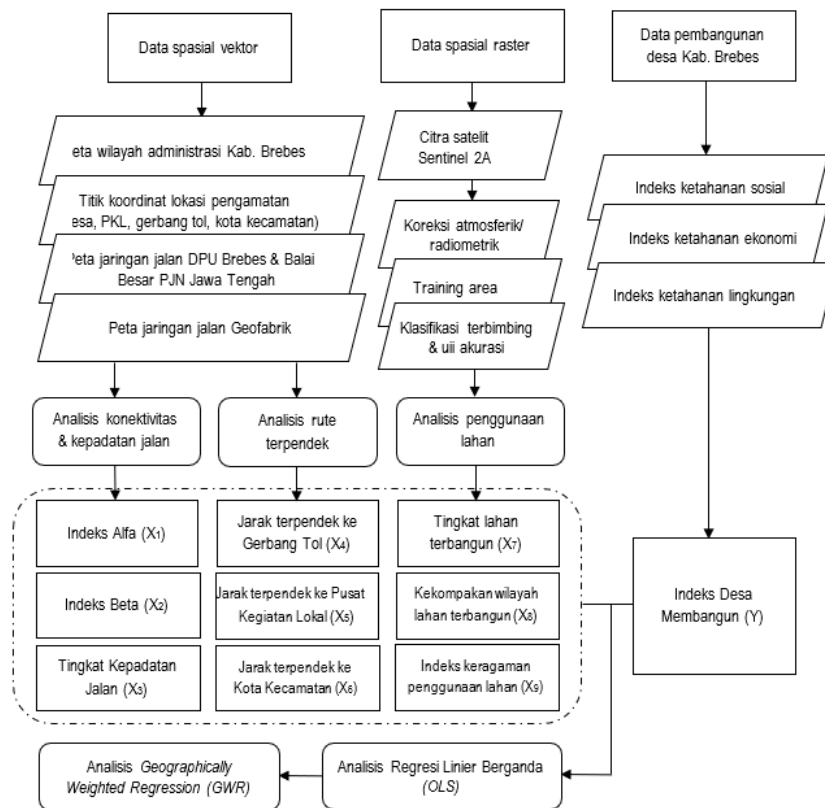 Data spasial vektor
Data spasial raster
Data pembangunan
desa Kab. Brebes
eta wilayah administrasi Kab. Brebes
Titik koordinat lokasi pengamatan
esa, PKL, gerbang tol, kota kecamatan)
eta jaringan jalan DPU Brebes & Balai
Besar PJN Jawa Tengah
Peta jaringan jalan Geofabrik
Citra satelit
Sentinel 2A
Koreksi atmosferik/
radiometrik
Training area
Klasifikasi terbimbing
& uii akurasi
Indeks ketahanan sosial
Indeks ketahanan ekonomi
Indeks ketahanan lingkungan
Analisis konektivitas
& kepadatan jalan
Analisis rute
terpendek
Analisis penggunaan
lahan
Indeks Alfa (X1)
Jarak terpendek ke
Gerbang Tol (X4)
Tingkat lahan
terbangun (X7)
Indeks Beta (X2)
Jarak terpendek ke Pusat
Kegiatan Lokal (X5)
Kekompakan wilayah
lahan terbangun (X8)
Tingkat Kepadatan
Jalan (X3)
Jarak terpendek ke
Kota Kecamatan (X6)
Indeks keragaman
penggunaan lahan (X9)
Indeks Desa
Membangun (Y)
Analisis Geographically
Weighted Regression (GWR)
Analisis Regresi Linier Berganda
(OLS)